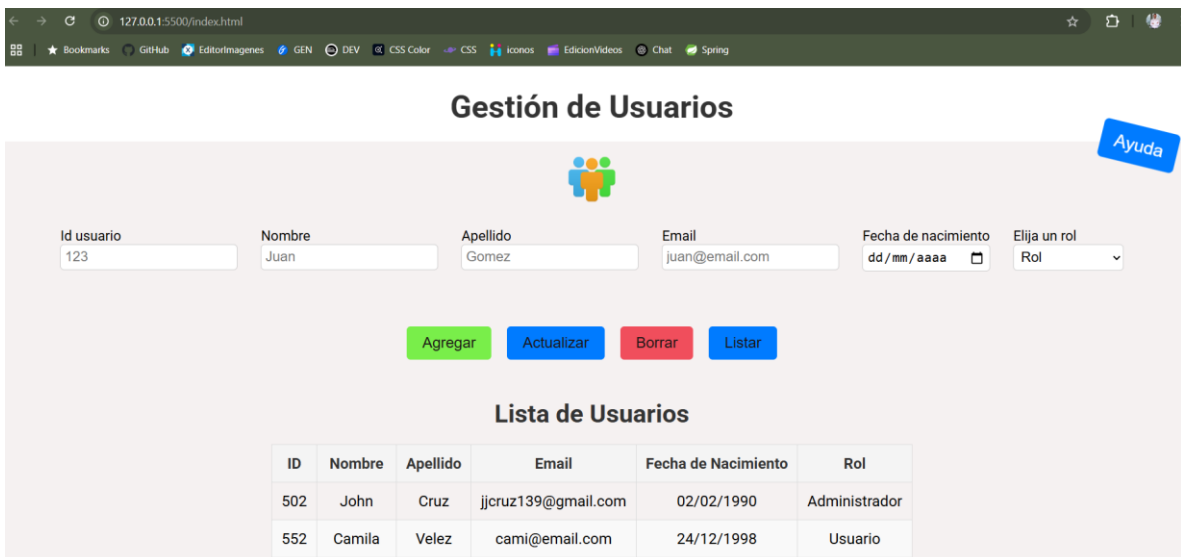 127.0.0.1:5500/index.html
Bookmarks GitHub EditorImagenes GEN DEV CSS Color CSS iconos EdicionVideos Chat Spring
Gestión de Usuarios
Ayuda
Id usuario Nombre Apellido Email Fecha de nacimiento Elija un rol
123 Juan Gomez juan@email.com dd/mm/aaaa Rol
Agregar Actualizar Borrar Listar
Lista de Usuarios
ID Nombre Apellido Email Fecha de Nacimiento Rol
502 John Cruz jjcruz139@gmail.com 02/02/1990 Administrador
552 Camila Velez cami@email.com 24/12/1998 Usuario